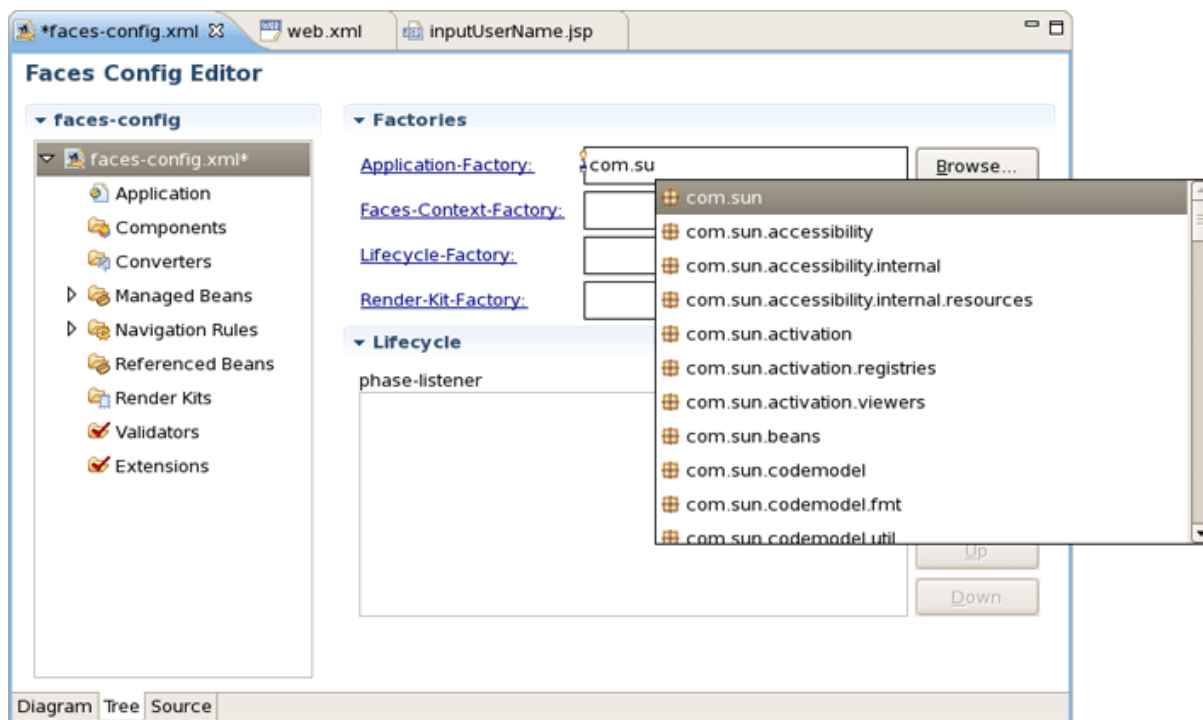 *faces-config.xml web.xml inputUserName.jsp
Faces Config Editor
faces-config
faces-config.xml*
Application
Components
Converters
Managed Beans
Navigation Rules
Referenced Beans
Render Kits
Validators
Extensions
Factories
Application-Factory: com.su Browse...
Faces-Context-Factory:
Lifecycle-Factory:
Render-Kit-Factory:
com.sun
com.sun.accessibility
com.sun.accessibility.internal
com.sun.accessibility.internal.resources
com.sun.activation
com.sun.activation.registries
com.sun.activation.viewers
com.sun.beans
com.sun.codemodel
com.sun.codemodel.fmt
com.sun.codemodel.util
Lifecycle
phase-listener
Up
Down
Diagram Tree Source